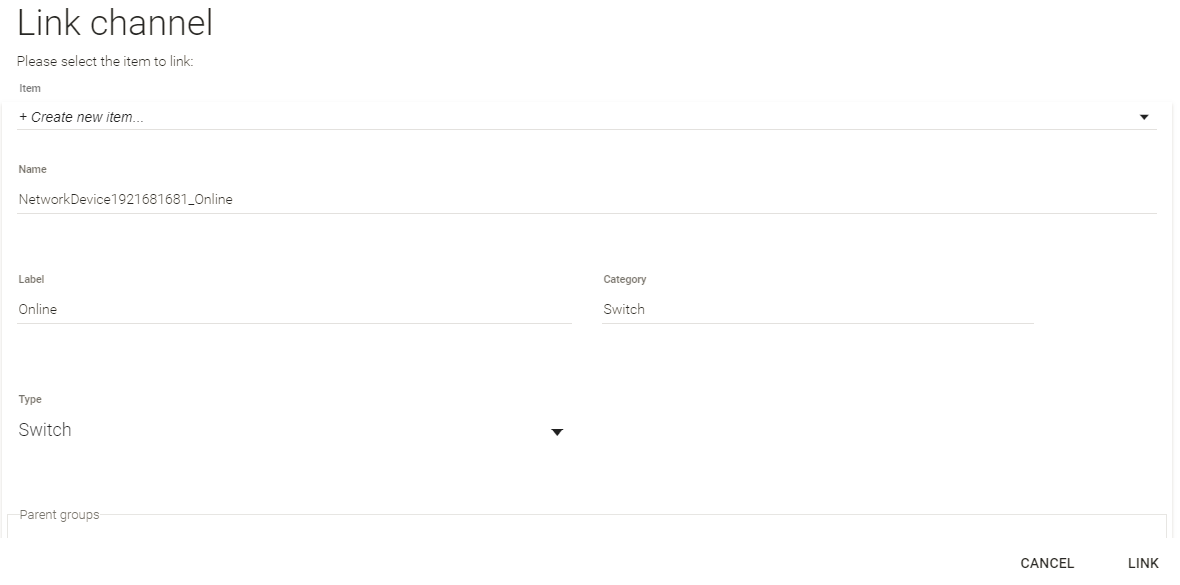 Link channel
Please select the item to link:
Item
+ Create new item...
Name
NetworkDevice1921681681_Online
Label
Category
Online
Switch
Type
Switch
Parent groups
CANCEL
LINK